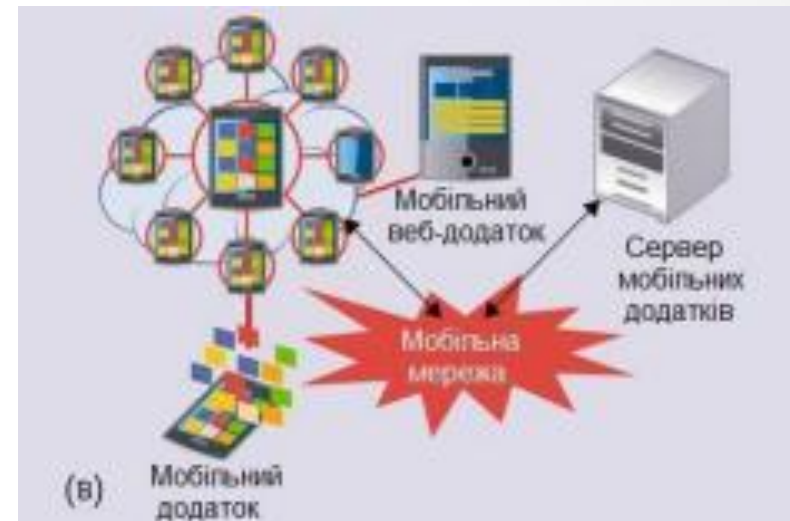 Мобільний
веб-додаток
Сервер
мобільних
додатків
Мобільна
мережа
Мобільний
додаток
(в)